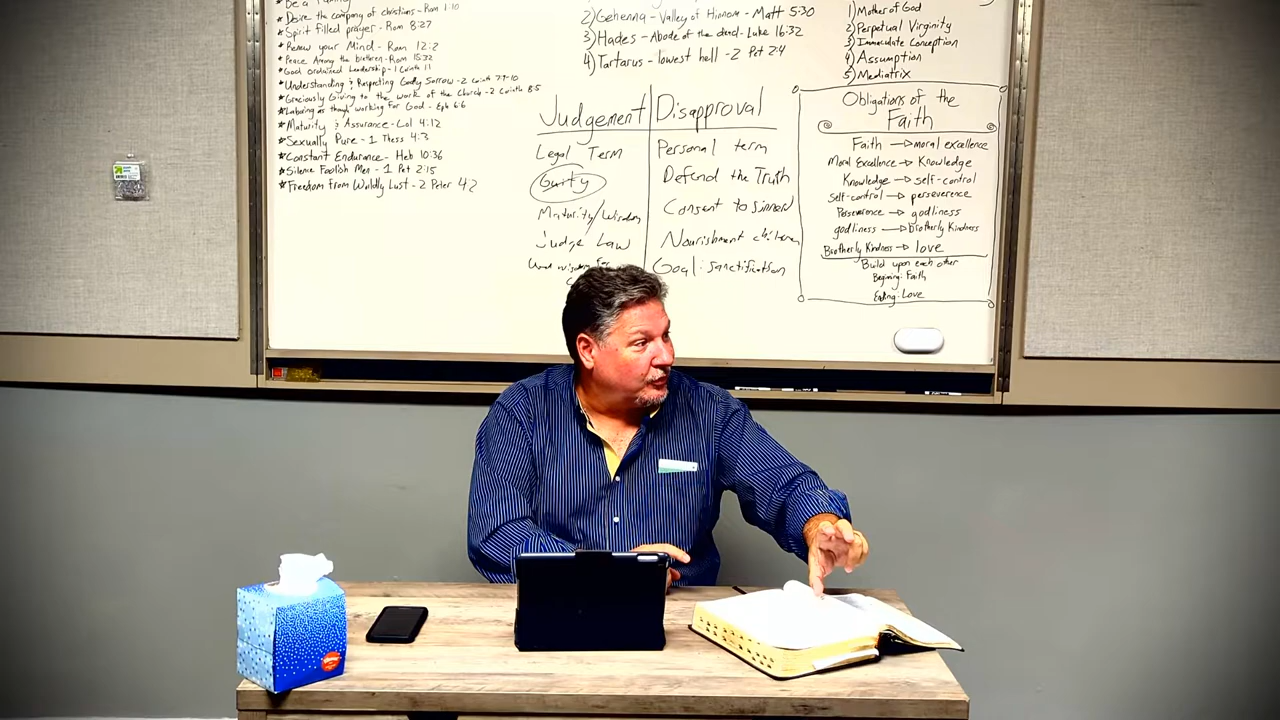 Be a
* Desire the company of christians - Rom 1:10
* Spirit filled prayer - Rom 8:27
* Renew your Mind - Rom 12:2
* Peace Among the brethren - Rom 15:32
* God ordained Leadership - 1 Corinth 11
* Understanding & Respecting Godly Sorrow - 2 Corinth 7:9-10
* Graciously Giving to the work of the Church - 2 Corinths 8:5
* Laboring as though working for God - Eph 6:6
* Maturity & Assurance - Col 4:12
* Sexually Pure - 1 Thess 4:3
* Constant Endurance - Heb 10:36
* Silence Foolish Men - 1 Pet 2:15
* Freedom From Worldly Lust - 2 Peter 4:2
2) Gehenna - Valley of Hinnom - Matt 5:30
3) Hades - Abode of the dead - Luke 16:32
4) Tartarus - lowest hell - 2 Pet 2:4
Judgement
Legal Term
Guilty
Maturity/Wisdom
Judge Law
Disapproval
Personal term
Defend the Truth
Consent to sinners
Nourishment children
Goal: sanctification
1) Mother of God
2) Perpetual Virginity
3) Immaculate Conception
4) Assumption
5) Mediatrix
Obligations of the
Faith
Faith → moral excellence
Moral Excellence → Knowledge
Knowledge → self-control
Self-control → perseverence
Perseverence → godliness
godliness → Brotherly Kindness
Brotherly Kindness → love
Build upon each other
Beginning: Faith
Ending: Love